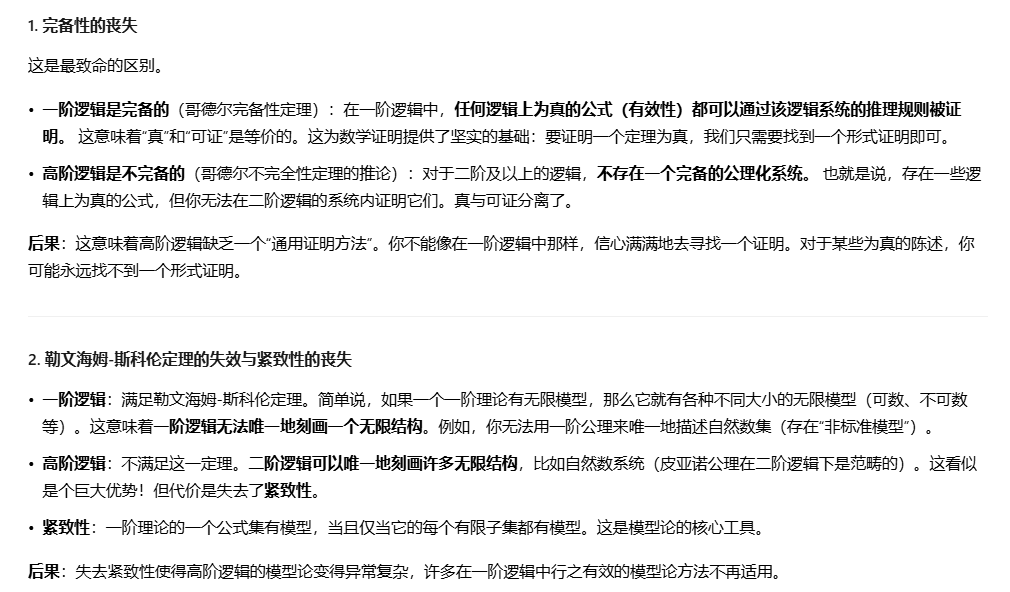 1. 完备性的丧失
这是最致命的区别。
• 一阶逻辑是完备的（哥德尔完备性定理）：在一阶逻辑中，任何逻辑上为真的公式（有效性）都可以通过该逻辑系统的推理规则被证
明。 这意味着“真”和“可证”是等价的。这为数学证明提供了坚实的基础：要证明一个定理为真，我们只需要找到一个形式证明即可。
• 高阶逻辑是不完备的（哥德尔不完全性定理的推论）：对于二阶及以上的逻辑，不存在一个完备的公理化系统。 也就是说，存在一些逻
辑上为真的公式，但你无法在二阶逻辑的系统内证明它们。真与可证分离了。
后果：这意味着高阶逻辑缺乏一个“通用证明方法”。你不能像在一阶逻辑中那样，信心满满地去寻找一个证明。对于某些为真的陈述，你
可能永远找不到一个形式证明。
2. 勒文海姆-斯科伦定理的失效与紧致性的丧失
• 一阶逻辑：满足勒文海姆-斯科伦定理。简单说，如果一个一阶理论有无限模型，那么它就有各种不同大小的无限模型（可数、不可数
等）。这意味着一阶逻辑无法唯一地刻画一个无限结构。例如，你无法用一阶公理来唯一地描述自然数集（存在“非标准模型”）。
• 高阶逻辑：不满足这一定理。二阶逻辑可以唯一地刻画许多无限结构，比如自然数系统（皮亚诺公理在二阶逻辑下是范畴的）。这看似
是个巨大优势！但代价是失去了紧致性。
• 紧致性：一阶理论的一个公式集有模型，当且仅当它的每个有限子集都有模型。这是模型论的核心工具。
后果：失去紧致性使得高阶逻辑的模型论变得异常复杂，许多在一阶逻辑中行之有效的模型论方法不再适用。